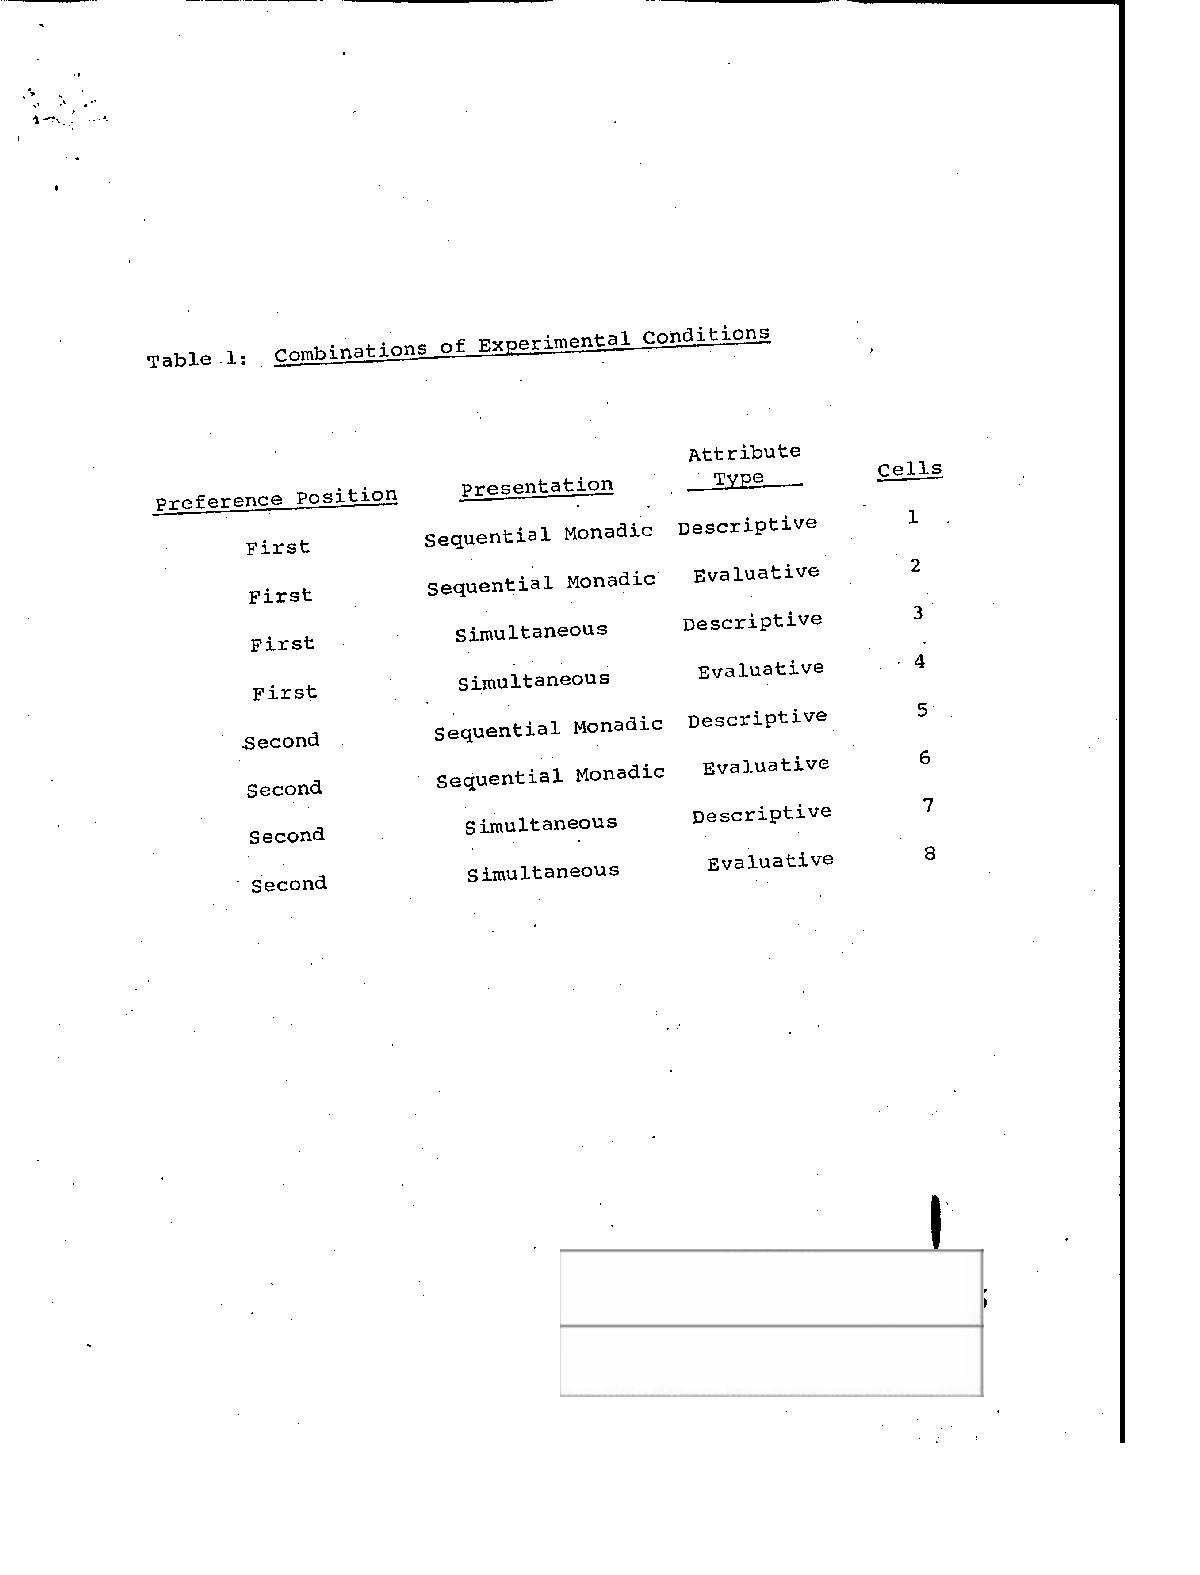 Table 1: Combinations of Experimental Conditions
Attribute
Preference Position Presentation Type Cells
First Sequential Monadic Descriptive 1
First Sequential Monadic Evaluative 2
First Simultaneous Descriptive 3
First Simultaneous Evaluative 4
Second Sequential Monadic Descriptive 5
Second Sequential Monadic Evaluative 6
Second Simultaneous Descriptive 7
Second Simultaneous Evaluative 8